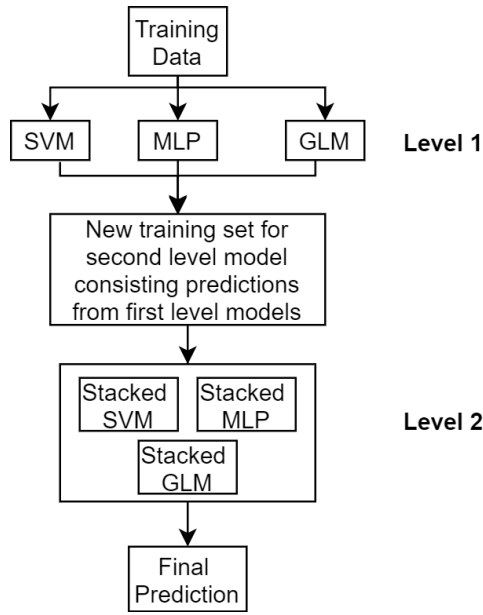 Training
Data
SVM
MLP
GLM
Level 1
New training set for
second level model
consisting predictions
from first level models
Stacked
SVM
Stacked
MLP
Stacked
GLM
Level 2
Final
Prediction